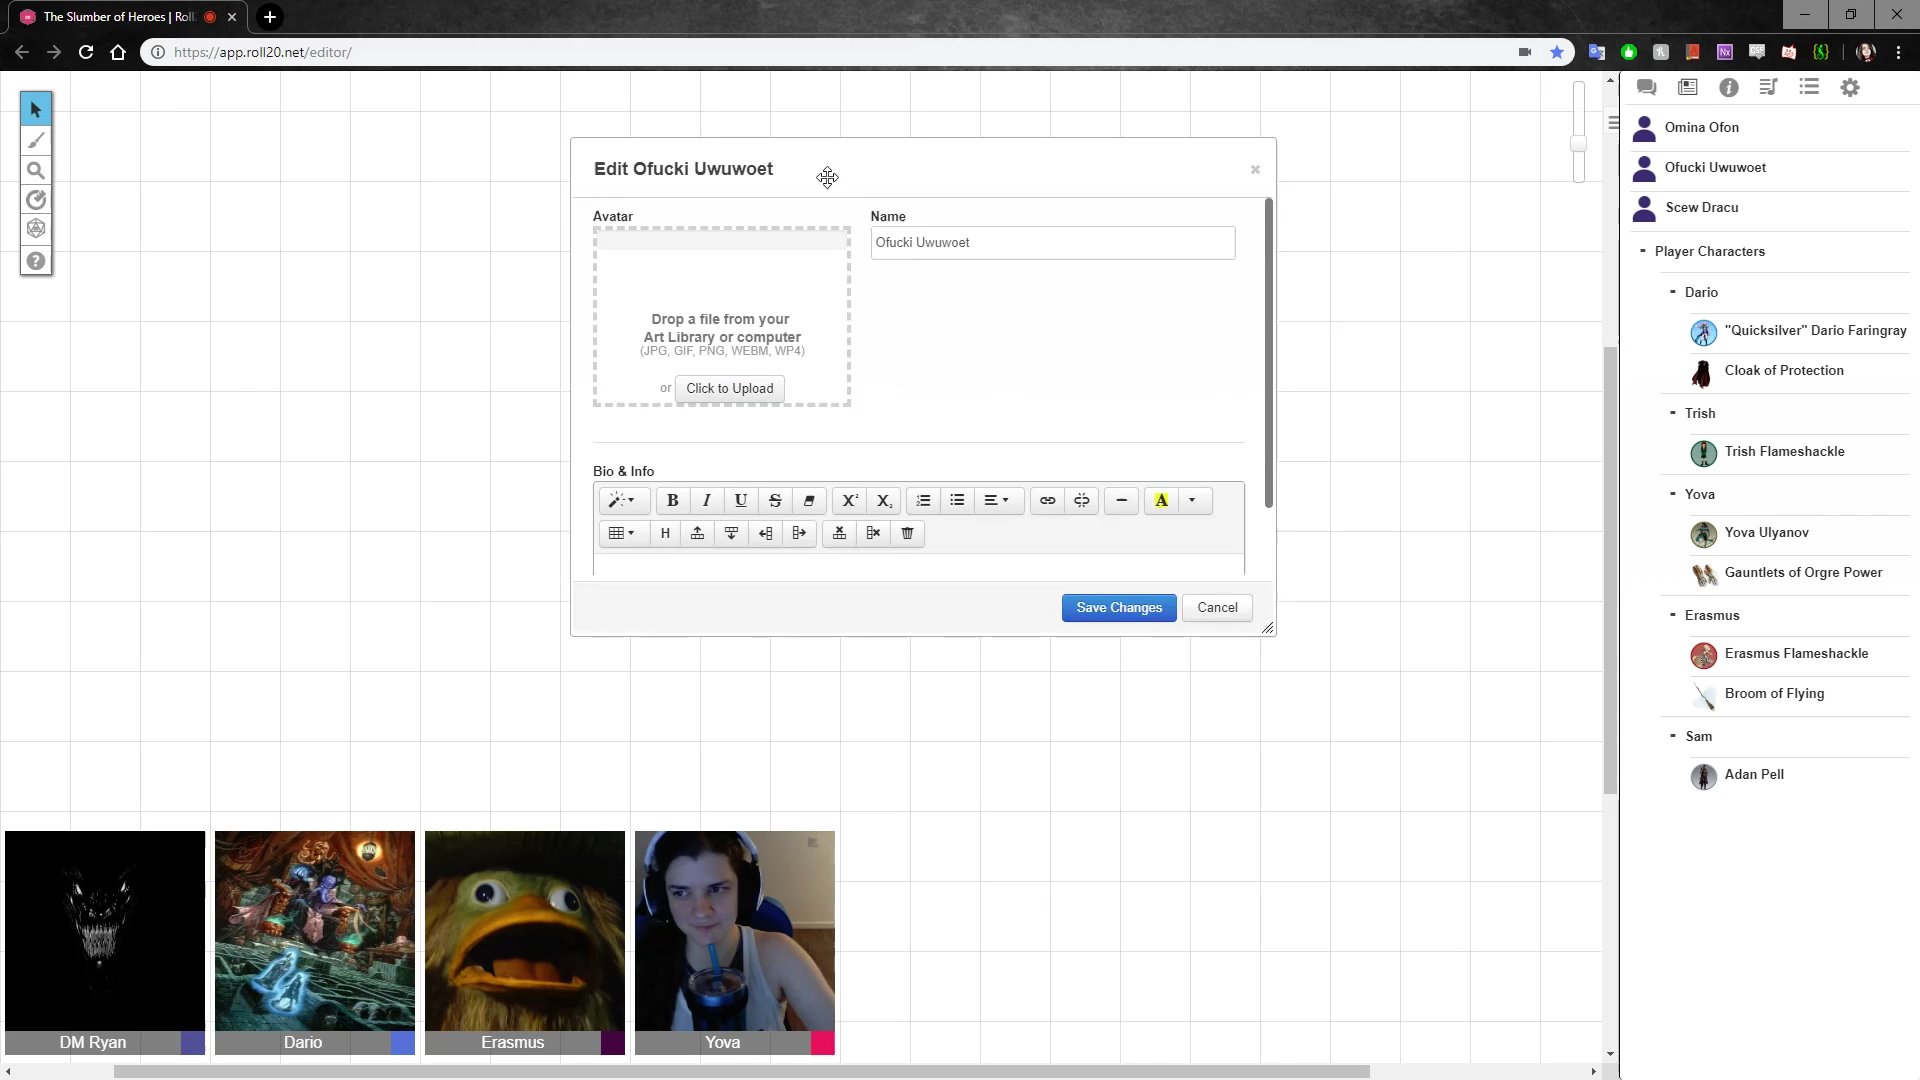 The Slumber of Heroes | Roll
https://app.roll20.net/editor/
Edit Ofucki Uwuwoet
Avatar
Name
Ofucki Uwuwoet
Drop a file from your
Art Library or computer
(JPG, GIF, PNG, WEBM, WP4)
or Click to Upload
Bio & Info
B I U S X² X₂ A
H
Save Changes Cancel
Omina Ofon
Ofucki Uwuwoet
Scew Dracu
Player Characters
Dario
"Quicksilver" Dario Faringray
Cloak of Protection
Trish
Trish Flameshackle
Yova
Yova Ulyanov
Gauntlets of Orgre Power
Erasmus
Erasmus Flameshackle
Broom of Flying
Sam
Adan Pell
DM Ryan
Dario
Erasmus
Yova